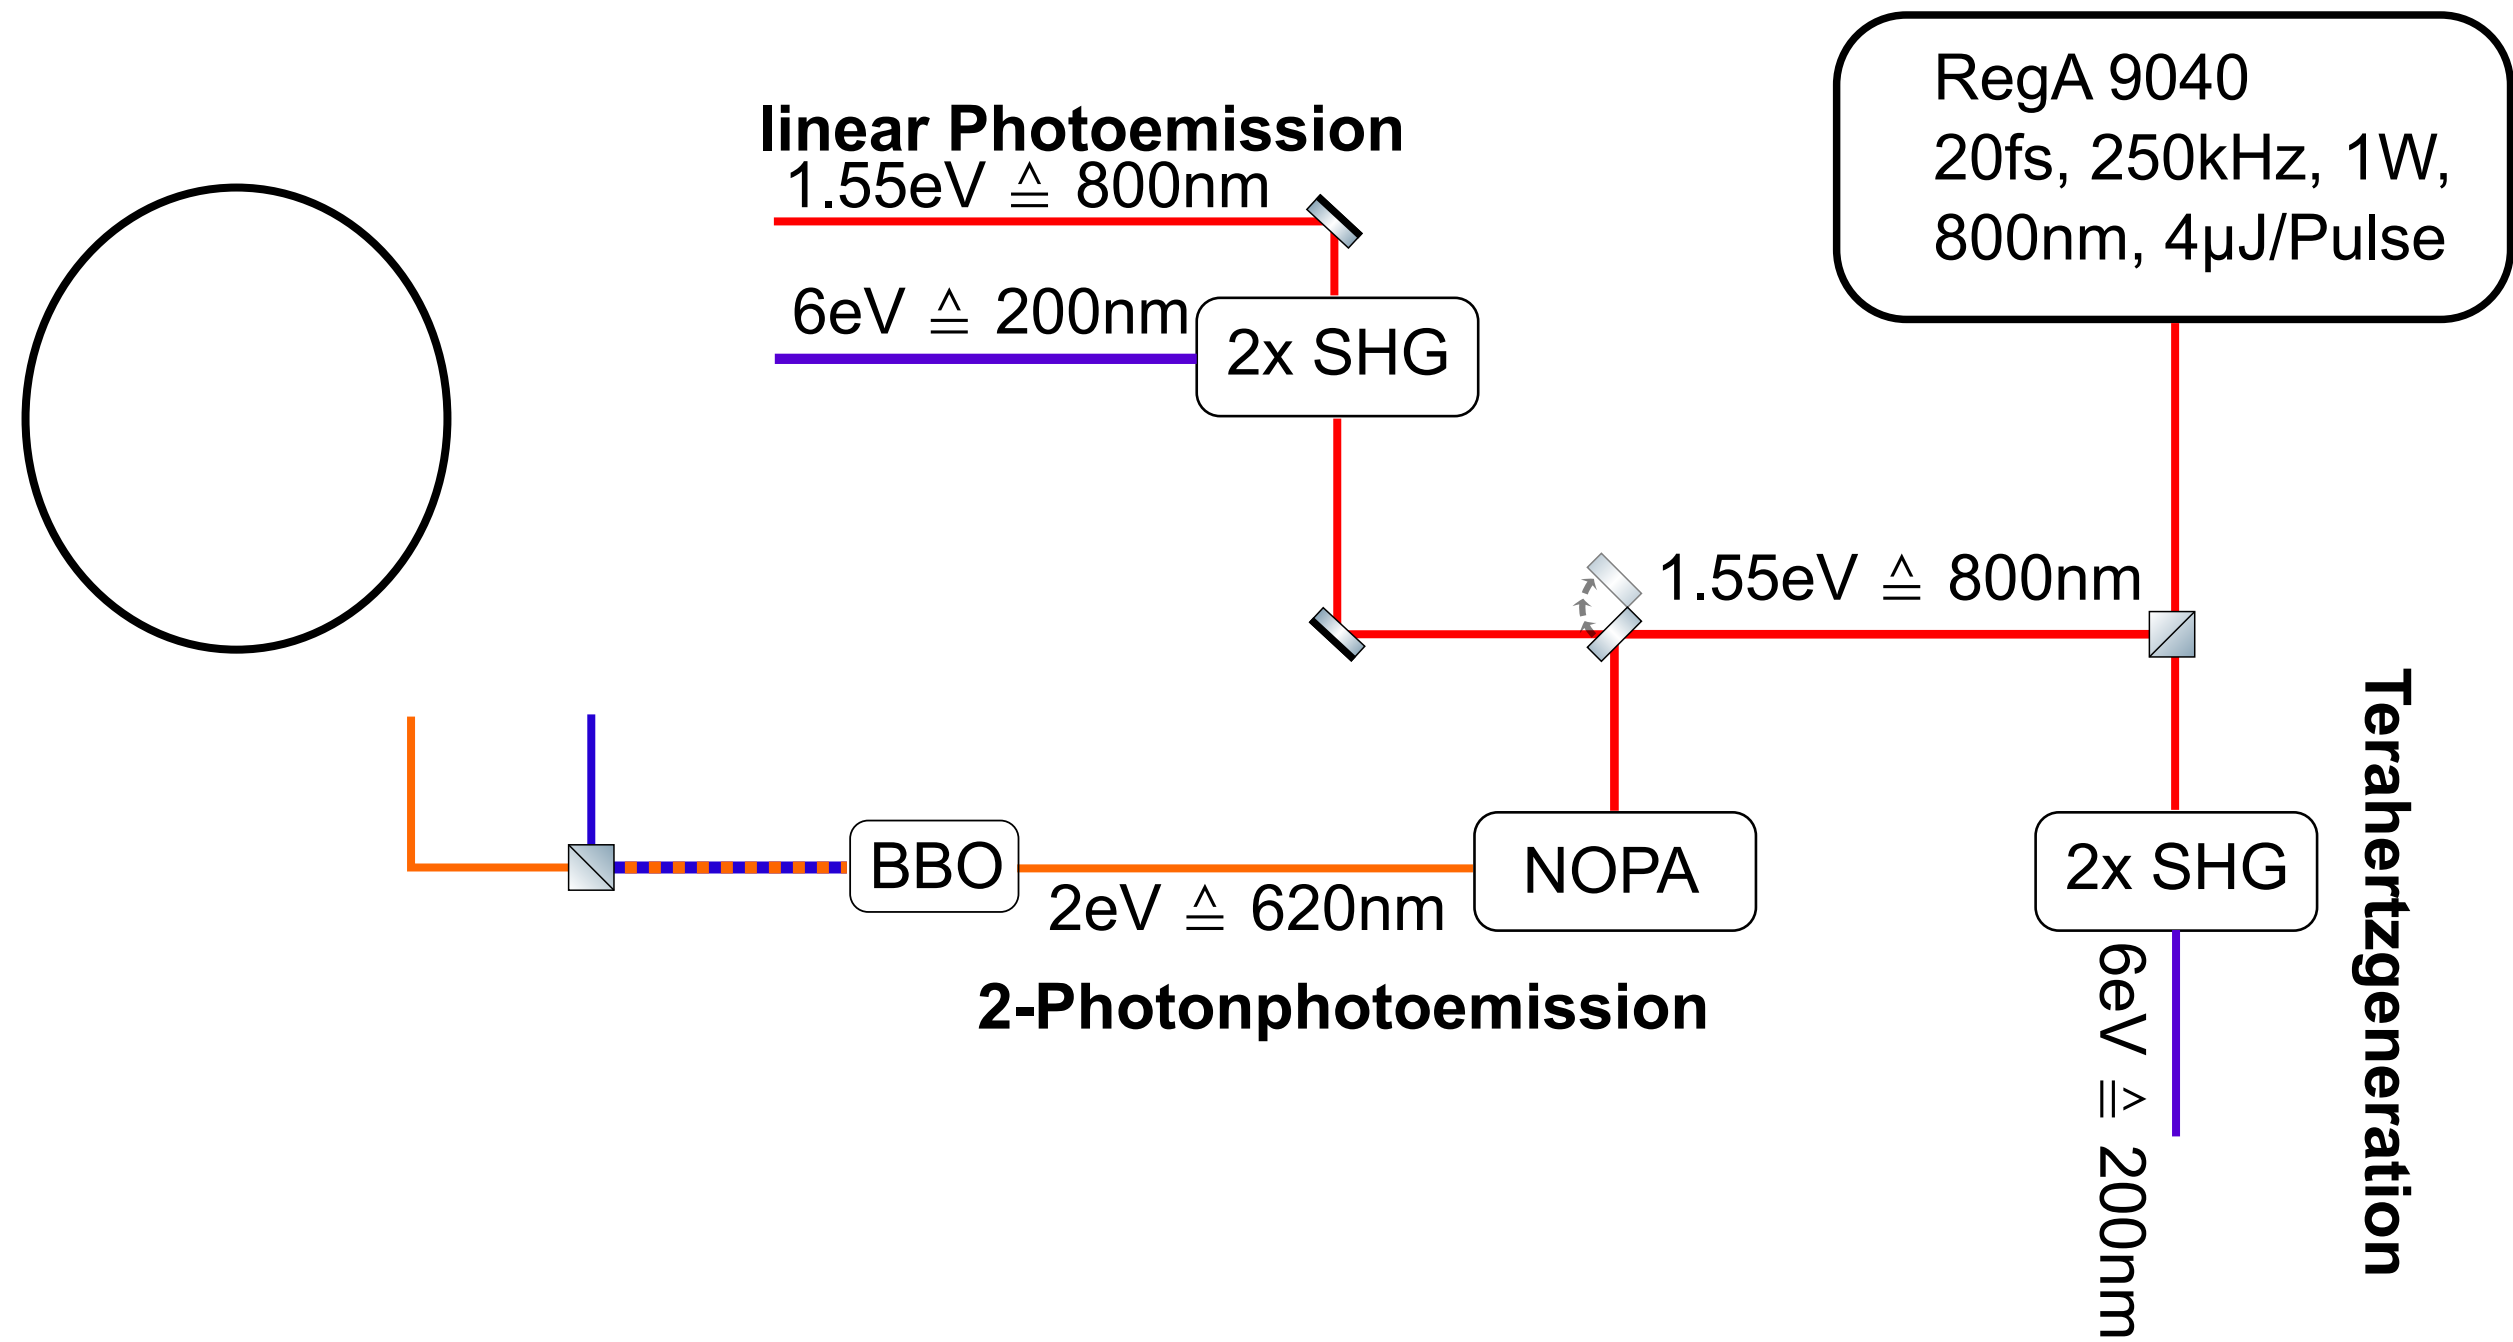 RegA 9040
20fs, 250kHz, 1W,
800nm, 4µJ/Pulse
linear Photoemission
1.55eV ≙ 800nm
6eV ≙ 200nm
2x SHG
1.55eV ≙ 800nm
BBO
2eV ≙ 620nm
NOPA
2x SHG
2-Photonphotoemission
6eV ≙ 200nm
Terahertzgeneration